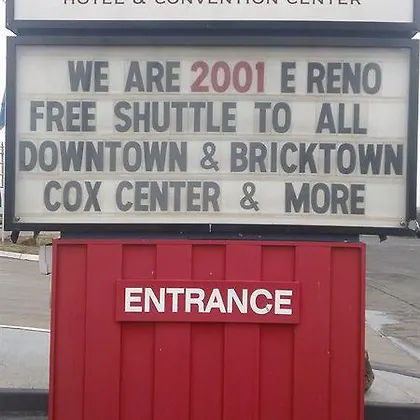 HOTEL & CONVENTION CENTER
WE ARE 2001 E RENO
FREE SHUTTLE TO ALL
DOWNTOWN & BRICKTOWN
COX CENTER & MORE
ENTRANCE